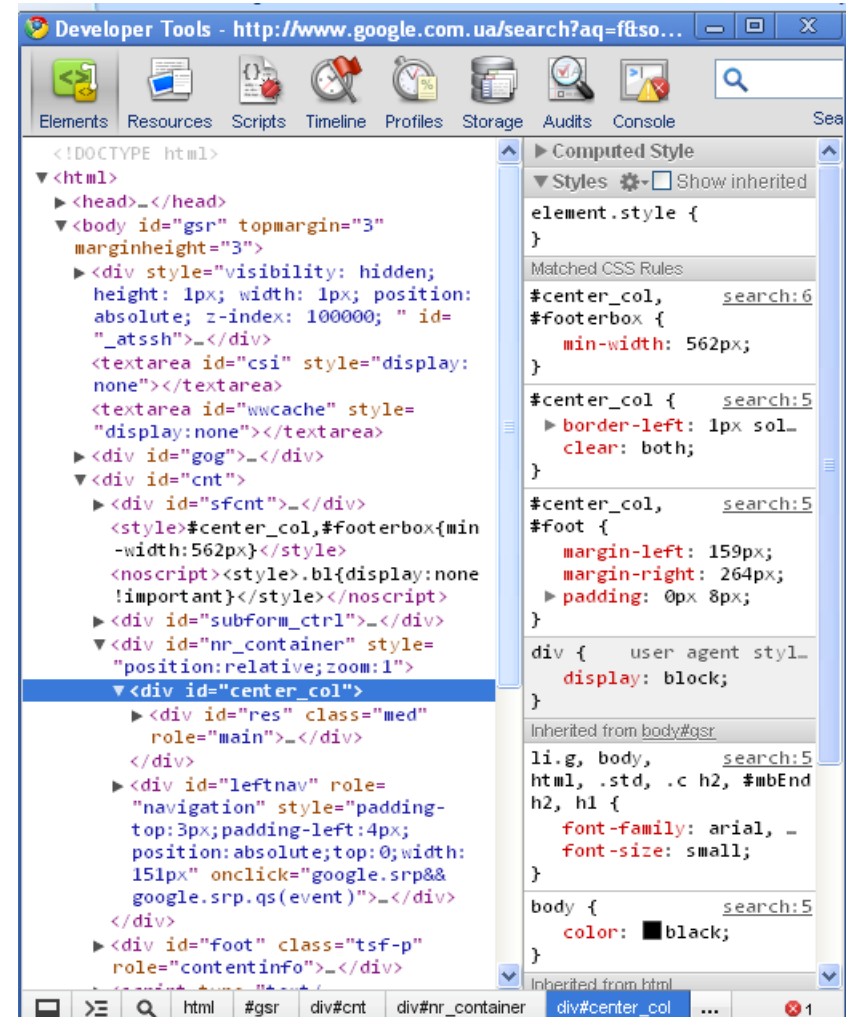 Developer Tools - http://www.google.com.ua/search?aq=f&so...
Elements Resources Scripts Timeline Profiles Storage Audits Console Sea
<!DOCTYPE html>
▼<html>
▶<head>…</head>
▼<body id="gsr" topmargin="3"
marginheight="3">
▶<div style="visibility: hidden;
height: 1px; width: 1px; position:
absolute; z-index: 100000; " id=
"_atssh">…</div>
<textarea id="csi" style="display:
none"></textarea>
<textarea id="wwcache" style=
"display:none"></textarea>
▶<div id="gog">…</div>
▼<div id="cnt">
▶<div id="sfcnt">…</div>
<style>#center_col,#footerbox{min
-width:562px}</style>
<noscript><style>.bl{display:none
!important}</style></noscript>
▶<div id="subform_ctrl">…</div>
▼<div id="nr_container" style=
"position:relative;zoom:1">
▼<div id="center_col">
▶<div id="res" class="med"
role="main">…</div>
</div>
▶<div id="leftnav" role=
"navigation" style="padding-
top:3px;padding-left:4px;
position:absolute;top:0;width:
151px" onclick="google.srp&&
google.srp.qs(event)">…</div>
</div>
▶<div id="foot" class="tsf-p"
role="contentinfo">…</div>
▶ Computed Style
▼ Styles Show inherited
element.style {
}
Matched CSS Rules
#center_col, search:6
#footerbox {
min-width: 562px;
}
#center_col { search:5
▶ border-left: 1px sol…
clear: both;
}
#center_col, search:5
#foot {
margin-left: 159px;
margin-right: 264px;
▶ padding: 0px 8px;
}
div { user agent styl…
display: block;
}
Inherited from body#gsr
li.g, body, search:5
html, .std, .c h2, #mbEnd
h2, h1 {
font-family: arial, …
font-size: small;
}
body { search:5
color: black;
}
Inherited from html
html #gsr div#cnt div#nr_container div#center_col ... 1